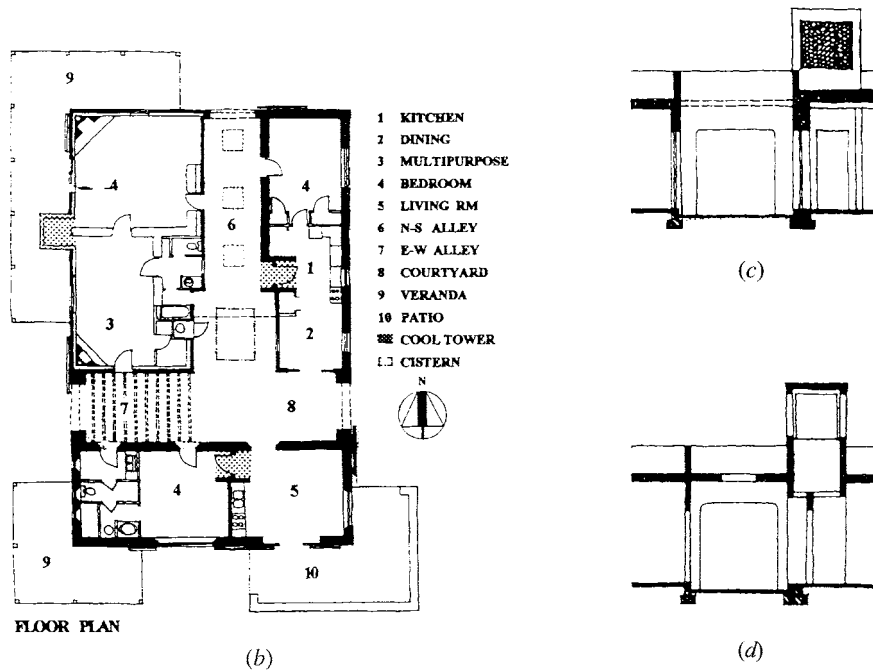 9
4
4
6
1
3
2
7
8
4
5
9
10
FLOOR PLAN
(b)
1 KITCHEN
2 DINING
3 MULTIPURPOSE
4 BEDROOM
5 LIVING RM
6 N-S ALLEY
7 E-W ALLEY
8 COURTYARD
9 VERANDA
10 PATIO
COOL TOWER
CISTERN
N
(c)
(d)